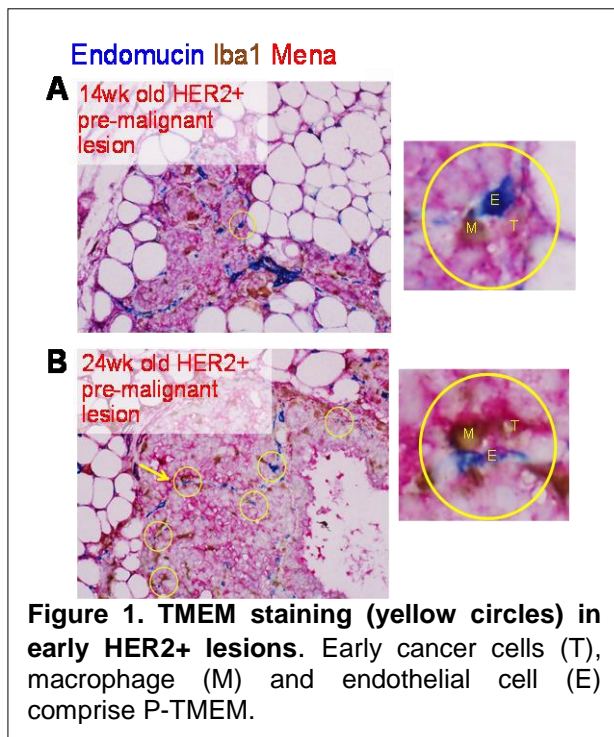 Endomucin Iba1 Mena
A
14wk old HER2+
pre-malignant
lesion
E
M T
B
24wk old HER2+
pre-malignant
lesion
M T
E
Figure 1. TMEM staining (yellow circles) in
early HER2+ lesions. Early cancer cells (T),
macrophage (M) and endothelial cell (E)
comprise P-TMEM.